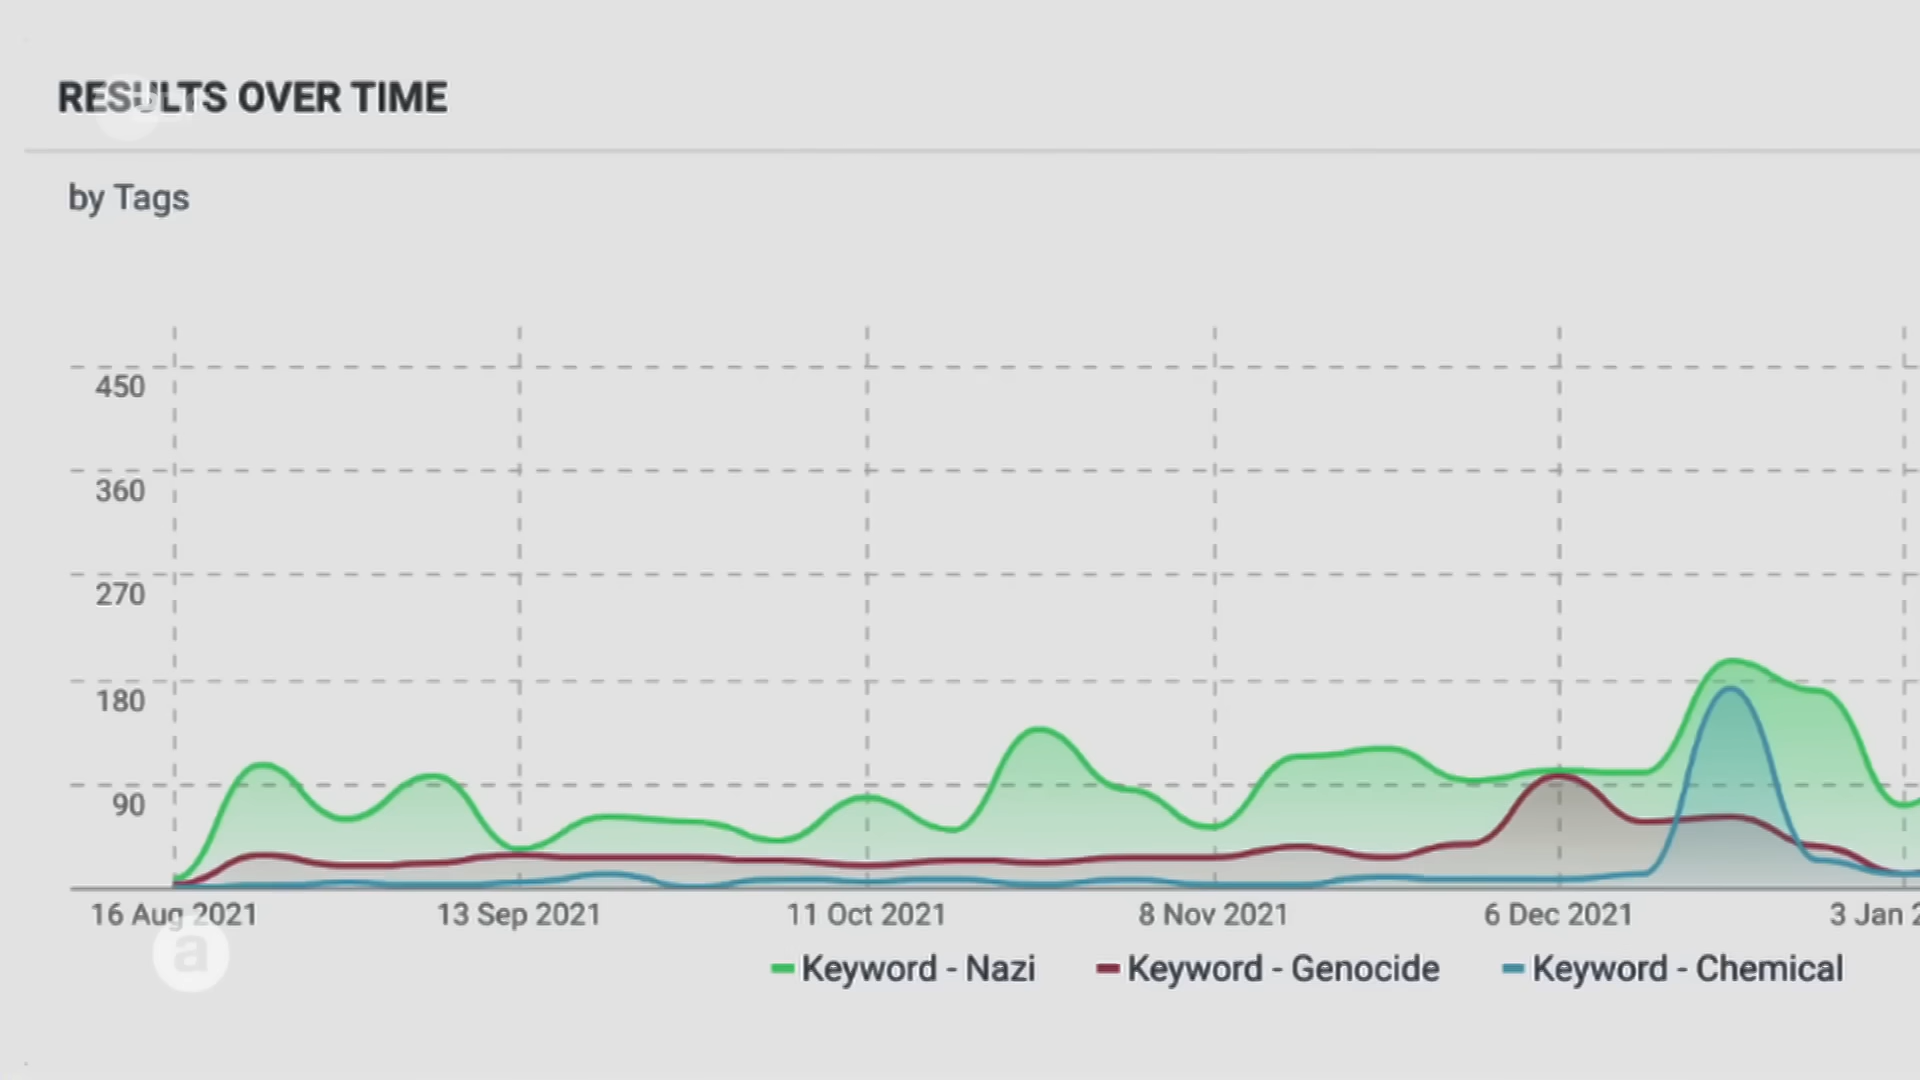 RESULTS OVER TIME
by Tags
450
360
270
180
90
16 Aug 2021 13 Sep 2021 11 Oct 2021 8 Nov 2021 6 Dec 2021 3 Jan
Keyword - Nazi Keyword - Genocide Keyword - Chemical
a